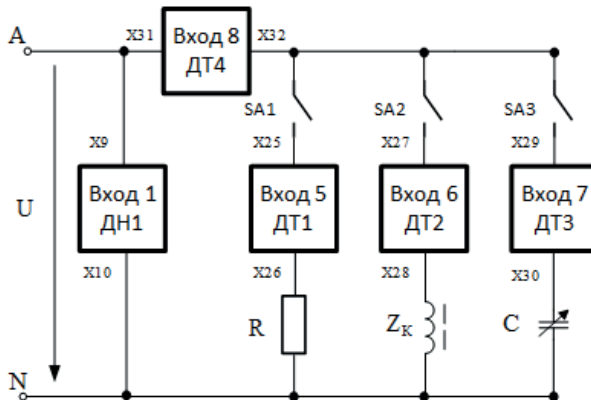 A
X31
Вход 8
ДТ4
X32
SA1
SA2
SA3
X9
X25
X27
X29
U
Вход 1
ДН1
Вход 5
ДТ1
Вход 6
ДТ2
Вход 7
ДТ3
X10
X26
X28
X30
R
Zк
C
N